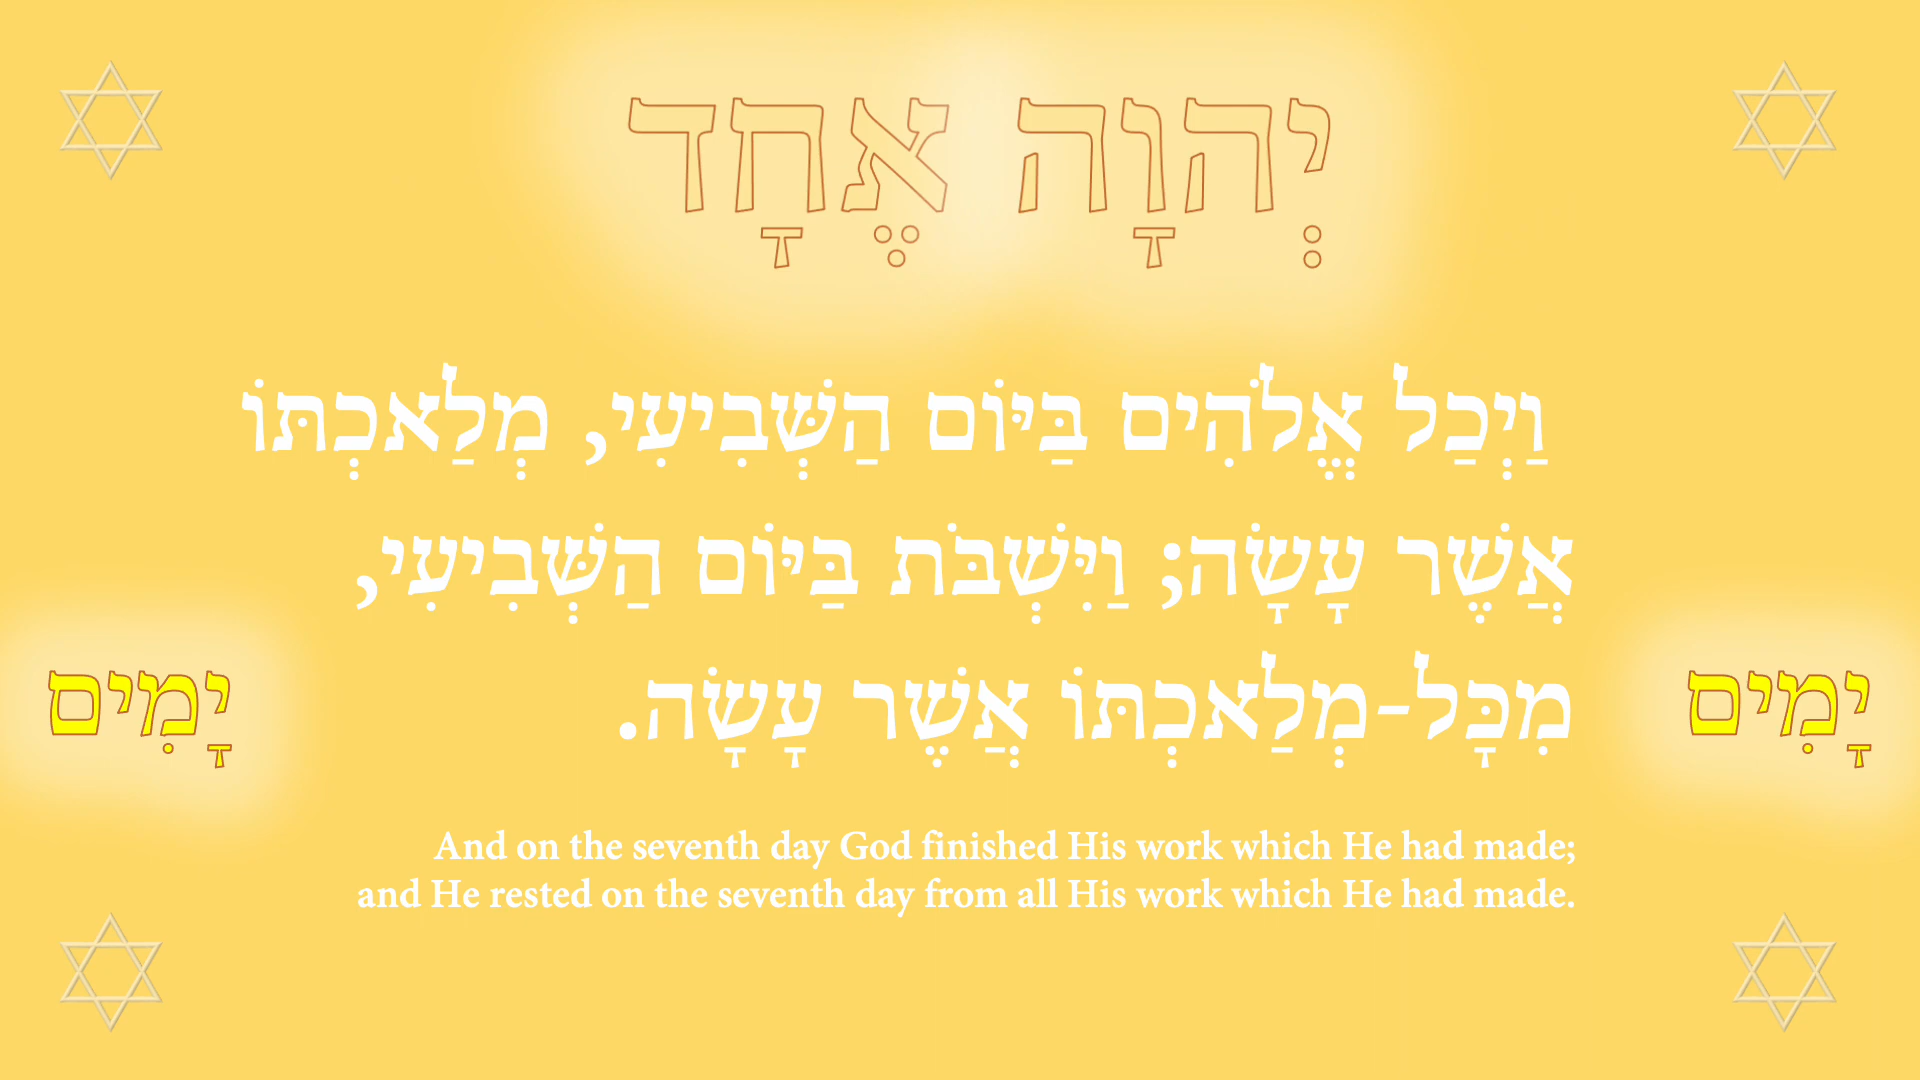 יְהוָה אֶחָד
וַיְכַל אֱלֹהִים בַּיּוֹם הַשְּׁבִיעִי, מְלַאכְתּוֹ
אֲשֶׁר עָשָׂה; וַיִּשְׁבֹּת בַּיּוֹם הַשְּׁבִיעִי,
מִכָּל-מְלַאכְתּוֹ אֲשֶׁר עָשָׂה.
יָמִים
יָמִים
And on the seventh day God finished His work which He had made;
and He rested on the seventh day from all His work which He had made.